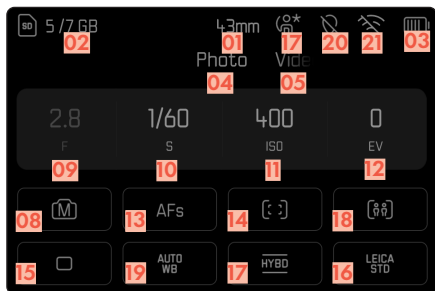 SD 5 /7 GB 43mm
02 01 17 20 21 03
Photo Vide
04 05
2.8 1/60 400 0
F S ISO EV
09 10 11 12
M AFs
08 13 14 18
AUTO WB HYBD LEICA STD
15 19 17 16